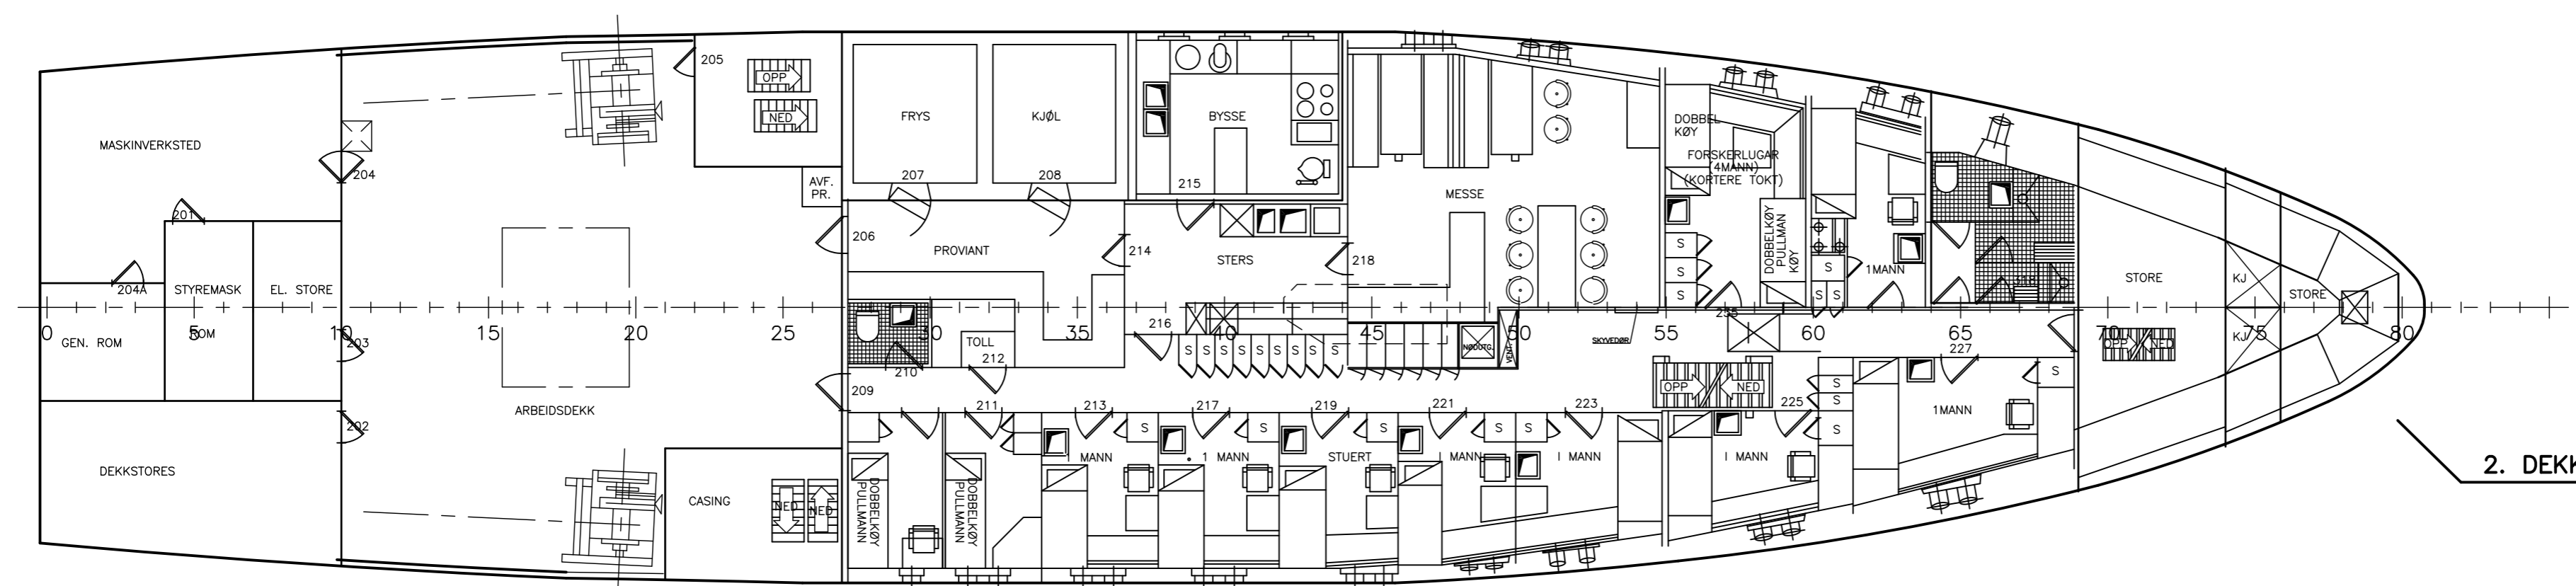 205
OPP
NED
FRYS
KJØL
BYSSE
DOBBEL
KØY
MASKINVERKSTED
FORSKERLUGAR
(4MANN)
(KORTERE TOKT)
204
AVF.
PR.
207
208
215
MESSE
201
206
PROVIANT
214
STERS
218
S
S
S
DOBBELKØY
PULLMAN
KØY
S
S
S
1MANN
318
STORE
KJ
STORE
204A
STYREMASK
ROM
EL. STORE
0
5
10
15
20
25
30
35
40
45
50
55
60
65
70
75
80
GEN. ROM
203
TOLL
212
216
S
S
S
S
S
S
S
S
S
NØDUTG.
VENT.
SKYVEDØR
255
227
OPP
NED
KJ
210
209
OPP
NED
S
S
S
S
ARBEIDSDEKK
202
211
213
217
219
221
223
225
1MANN
S
S
S
S
S
DEKKSTORES
CASING
NED
NED
DOBBELKØY
PULLMANN
DOBBELKØY
PULLMANN
I MANN
1 MANN
STUERT
I MANN
I MANN
I MANN
2. DEKK